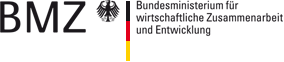 BMZ
Bundesministerium für
wirtschaftliche Zusammenarbeit
und Entwicklung